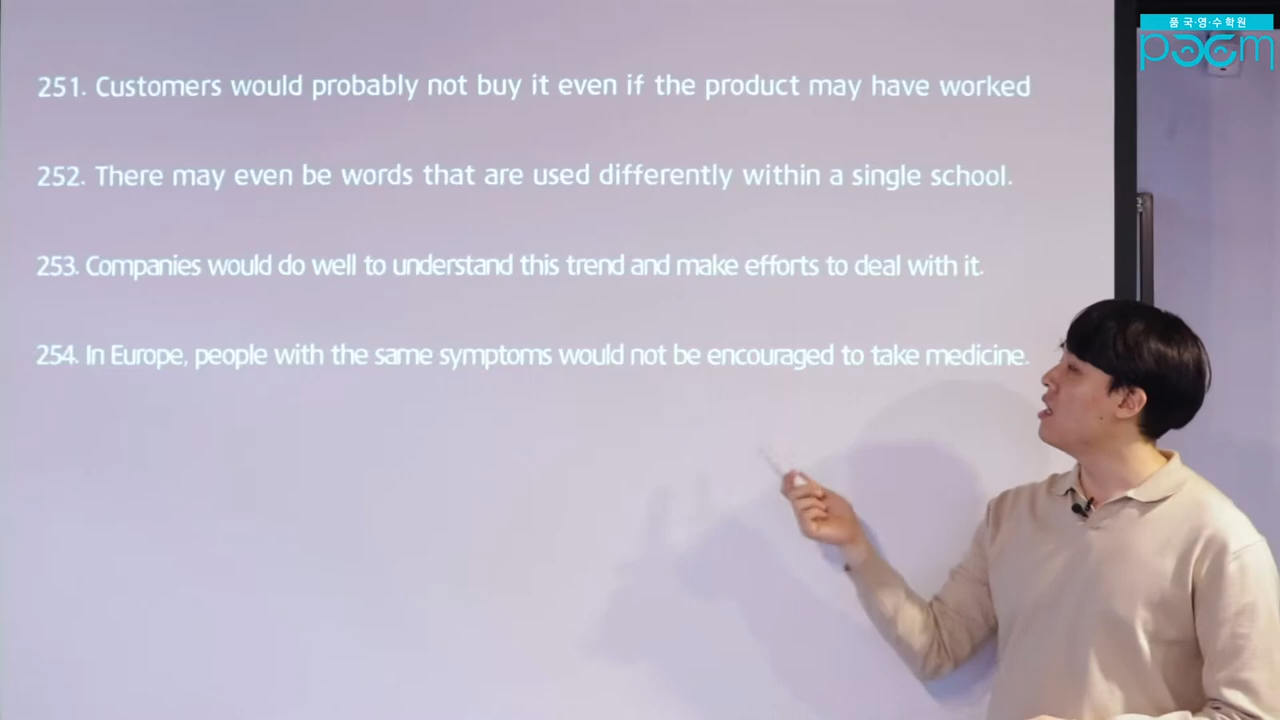 품 국·영·수 학원
poem
251. Customers would probably not buy it even if the product may have worked
252. There may even be words that are used differently within a single school.
253. Companies would do well to understand this trend and make efforts to deal with it.
254. In Europe, people with the same symptoms would not be encouraged to take medicine.